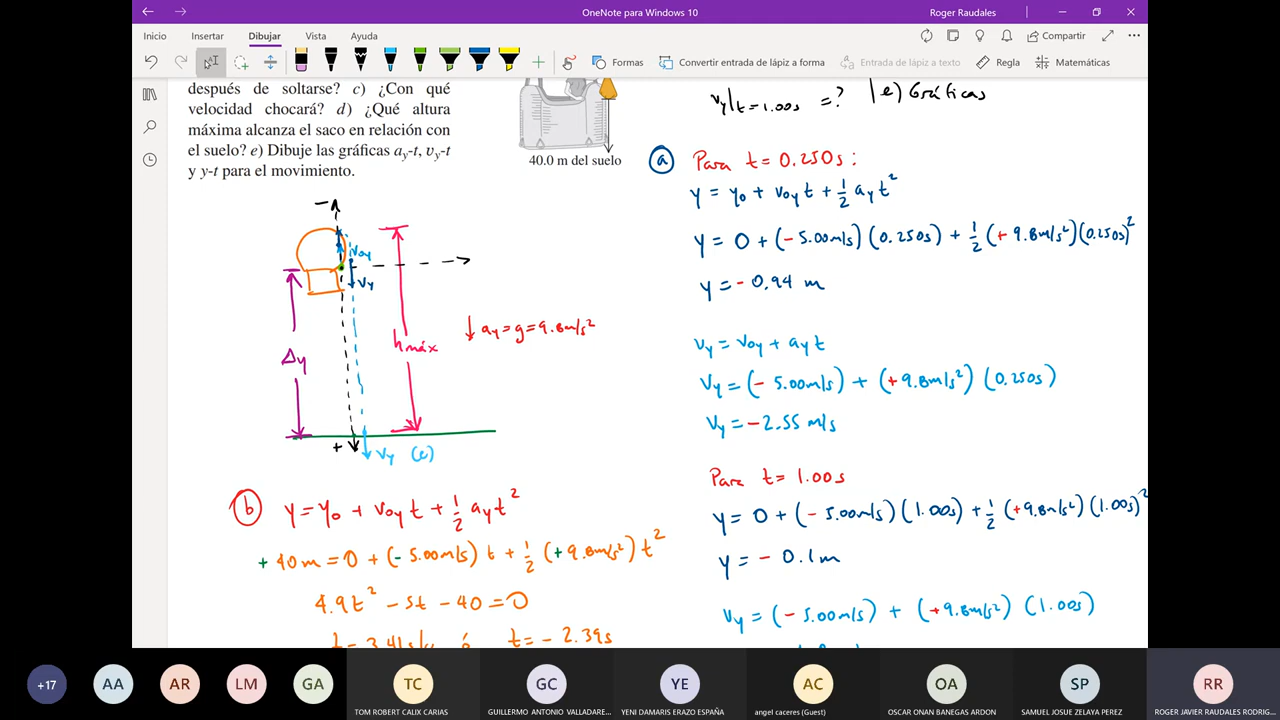 OneNote para Windows 10
Roger Raudales
Inicio
Insertar
Dibujar
Vista
Ayuda
Compartir
Formas
Convertir entrada de lápiz a forma
Entrada de lápiz a texto
Regla
Matemáticas
después de soltarse? c) ¿Con qué
velocidad chocará? d) ¿Qué altura
máxima alcanza el saco en relación con
el suelo? e) Dibuje las gráficas ay-t, vy-t
y y-t para el movimiento.
40.0 m del suelo
vy|t=1.00s =?
e) Gráficas
-
v0y
vy
Δy
hmáx
↓ ay = g = 9.8m/s²
+
vy (c)
b) y = y0 + v0y t + 1/2 ay t²
+ 40m = 0 + (- 5.00m/s) t + 1/2 (+9.8m/s²) t²
4.9t² - 5t - 40 = 0
t = 3.41s ó t = - 2.39s
a) Para t = 0.250s:
y = y0 + v0y t + 1/2 ay t²
y = 0 + (- 5.00m/s)(0.250s) + 1/2 (+ 9.8m/s²)(0.250s)²
y = - 0.94 m
vy = v0y + ay t
vy = (- 5.00m/s) + (+9.8m/s²) (0.250s)
vy = - 2.55 m/s
Para t = 1.00s
y = 0 + (- 5.00m/s)(1.00s) + 1/2 (+9.8m/s²)(1.00s)²
y = - 0.1m
vy = (- 5.00m/s) + (+9.8m/s²) (1.00s)
+17
AA
AR
LM
GA
TC
TOM ROBERT CALIX CARIAS
GC
GUILLERMO ANTONIO VALLADARE...
YE
YENI DAMARIS ERAZO ESPAÑA
AC
angel caceres (Guest)
OA
OSCAR ONAN BANEGAS ARDON
SP
SAMUEL JOSUE ZELAYA PEREZ
RR
ROGER JAVIER RAUDALES RODRIG...